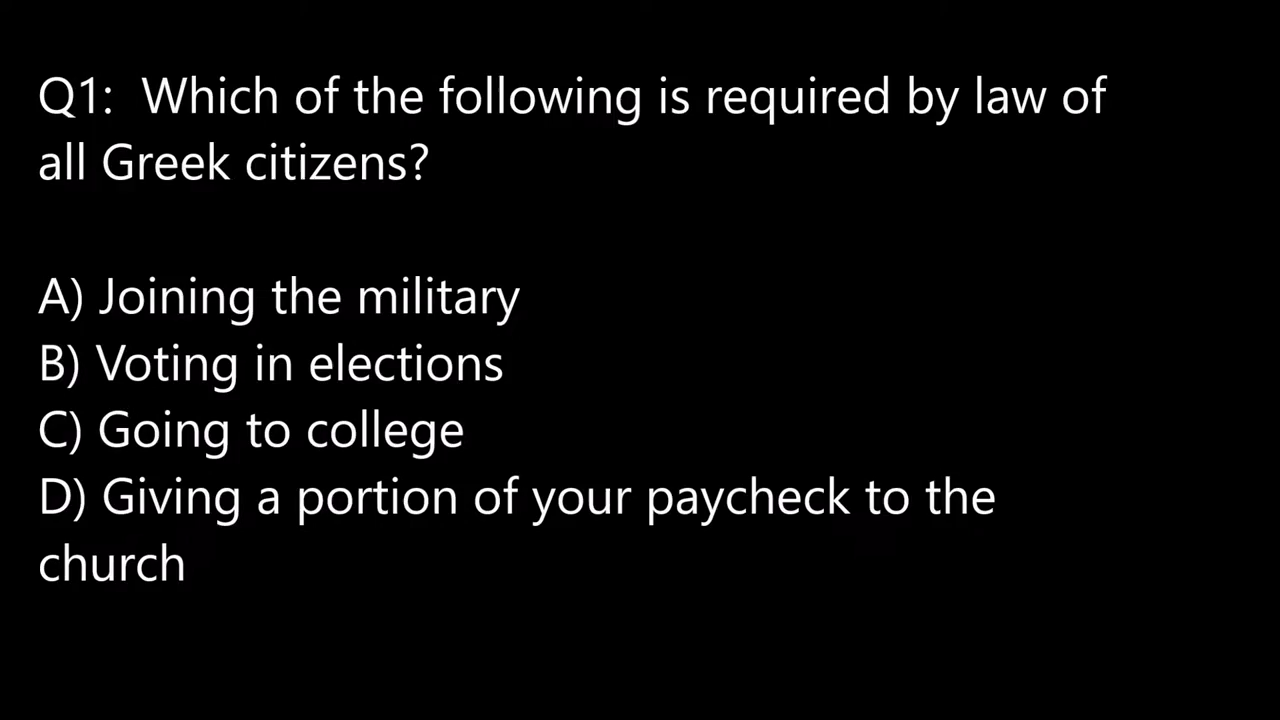 Q1:  Which of the following is required by law of
all Greek citizens?
A) Joining the military
B) Voting in elections
C) Going to college
D) Giving a portion of your paycheck to the
church